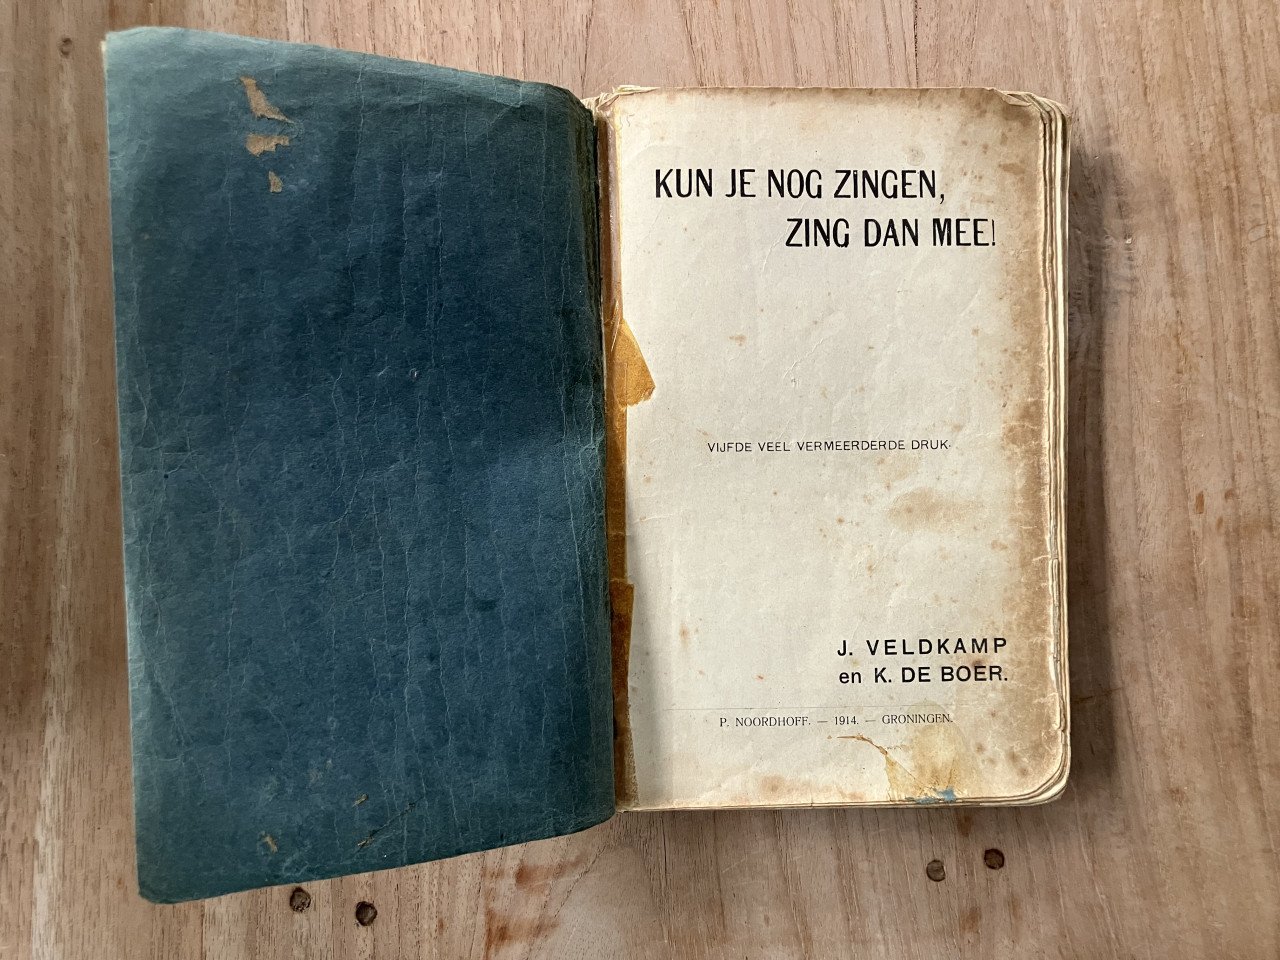 KUN JE NOG ZINGEN,
ZING DAN MEE!
VIJFDE VEEL VERMEERDERDE DRUK.
J. VELDKAMP
en K. DE BOER.
P. NOORDHOFF. — 1914. — GRONINGEN.